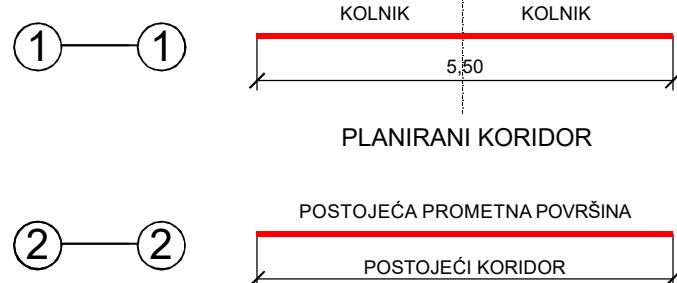 KOLNIK KOLNIK
1 1
5,50
PLANIRANI KORIDOR
POSTOJEĆA PROMETNA POVRŠINA
2 2
POSTOJEĆI KORIDOR